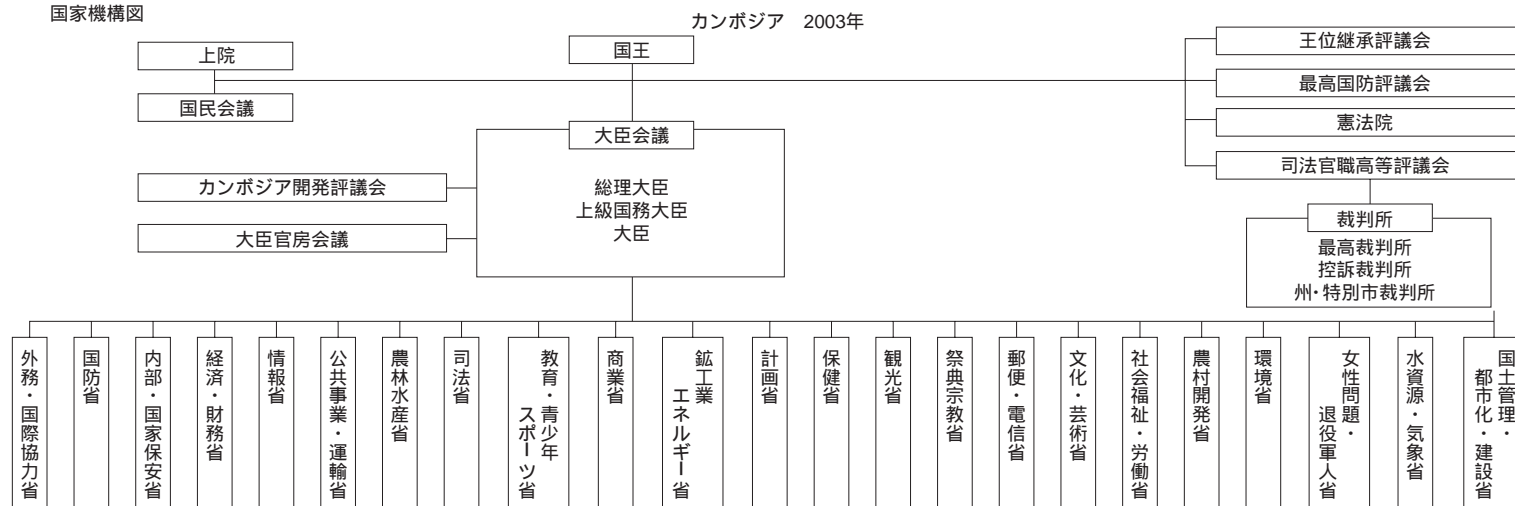 国家機構図
カンボジア 2003年
上院
国王
王位継承評議会
国民会議
最高国防評議会
大臣会議
憲法院
司法官職高等評議会
カンボジア開発評議会
総理大臣
上級国務大臣
大臣
大臣官房会議
裁判所
最高裁判所
控訴裁判所
州・特別市裁判所
外務・国際協力省
国防省
内部・国家保安省
経済・財務省
情報省
公共事業・運輸省
農林水産省
司法省
教育・青少年
スポーツ省
商業省
鉱工業
エネルギー省
計画省
保健省
観光省
祭典宗教省
郵便・電信省
文化・芸術省
社会福祉・労働省
農村開発省
環境省
女性問題・
退役軍人省
水資源・気象省
国土管理・
都市化・建設省